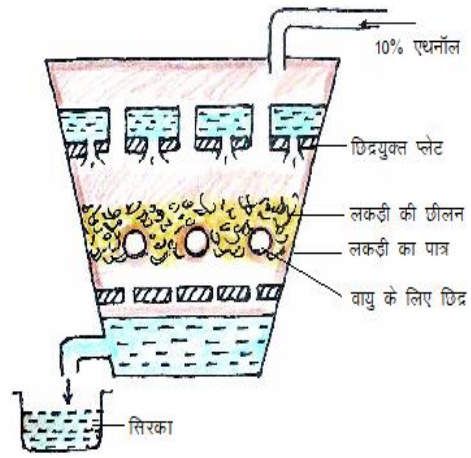 10% एथनॉल
छिद्रयुक्त प्लेट
लकड़ी की छीलन
लकड़ी का पात्र
वायु के लिए छिद्र
सिरका